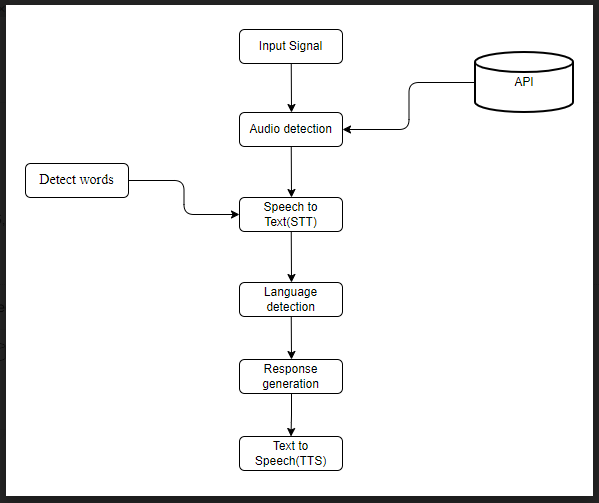 Input Signal
API
Audio detection
Detect words
Speech to
Text(STT)
Language
detection
Response
generation
Text to
Speech(TTS)